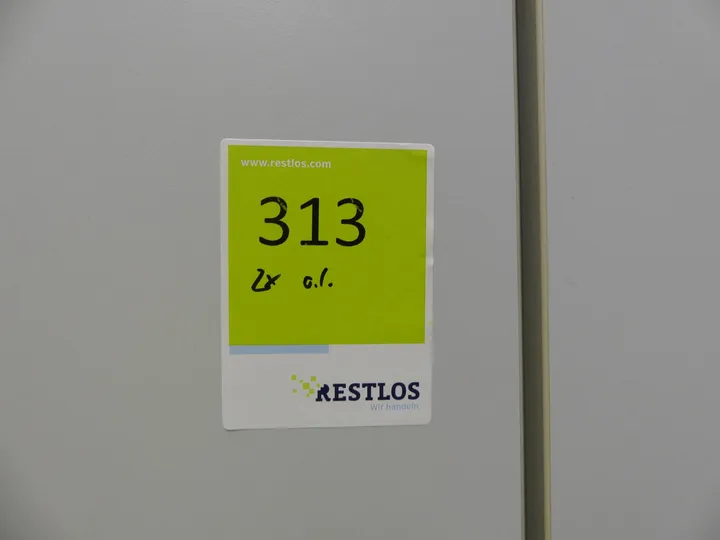 www.restlos.com
313
2x o.l.
RESTLOS
Wir handeln.